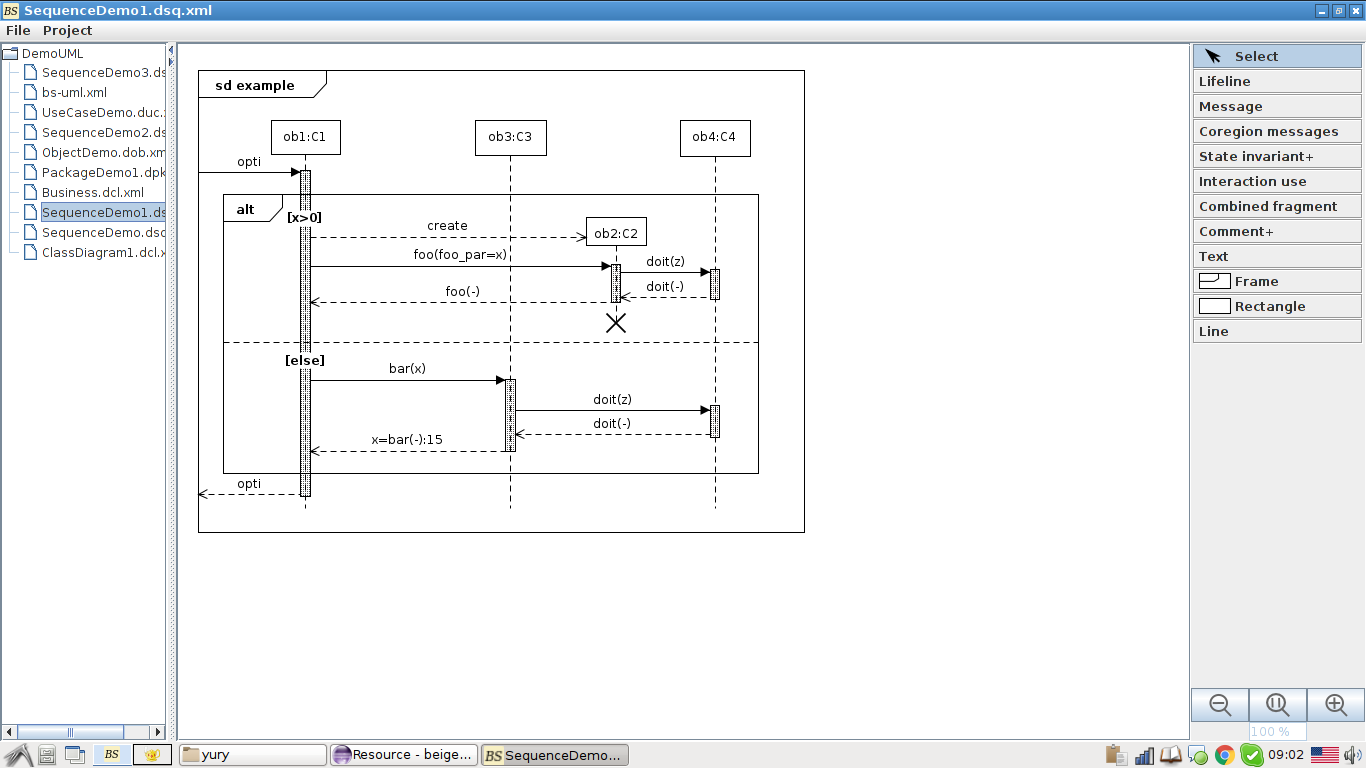 BS SequenceDemo1.dsq.xml
File Project
DemoUML
SequenceDemo3.ds
bs-uml.xml
UseCaseDemo.duc.
SequenceDemo2.ds
ObjectDemo.dob.xm
PackageDemo1.dpk
Business.dcl.xml
SequenceDemo1.ds
SequenceDemo.dsq
ClassDiagram1.dcl.x
sd example
ob1:C1
ob3:C3
ob4:C4
opti
alt
[x>0]
create
ob2:C2
foo(foo_par=x)
doit(z)
foo(-)
doit(-)
[else]
bar(x)
doit(z)
doit(-)
x=bar(-):15
opti
Select
Lifeline
Message
Coregion messages
State invariant+
Interaction use
Combined fragment
Comment+
Text
Frame
Rectangle
Line
100 %
BS
yury
Resource - beige...
BS SequenceDemo...
09:02